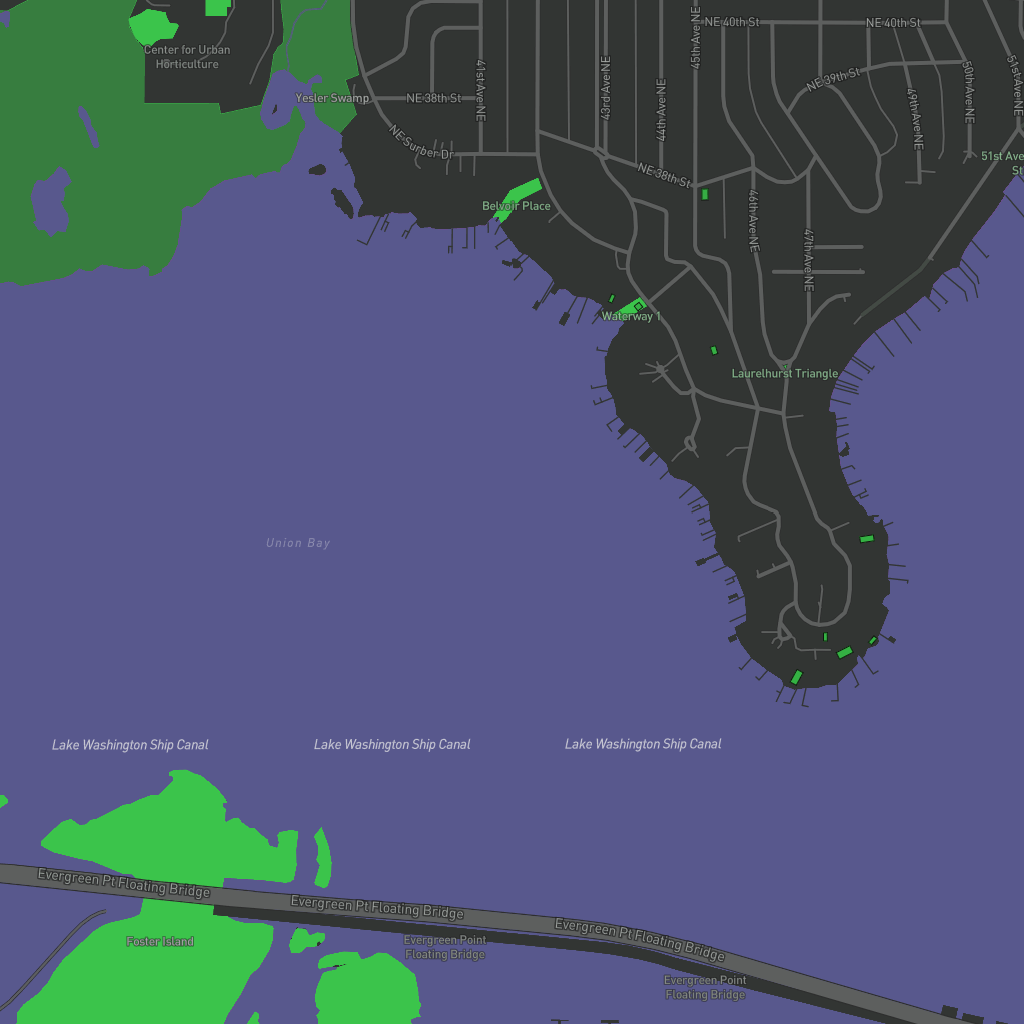 NE 40th St
NE 40th St
45th Ave NE
Center for Urban
Horticulture
41st Ave NE
43rd Ave NE
44th Ave NE
NE 39th St
49th Ave NE
50th Ave NE
51st Ave NE
Yesler Swamp
NE 38th St
NE Surber Dr
NE 38th St
51st Ave
St
Belvoir Place
46th Ave NE
47th Ave NE
Waterway 1
Laurelhurst Triangle
Union Bay
Lake Washington Ship Canal
Lake Washington Ship Canal
Lake Washington Ship Canal
Evergreen Pt Floating Bridge
Evergreen Pt Floating Bridge
Evergreen Pt Floating Bridge
Foster Island
Evergreen Point
Floating Bridge
Evergreen Point
Floating Bridge